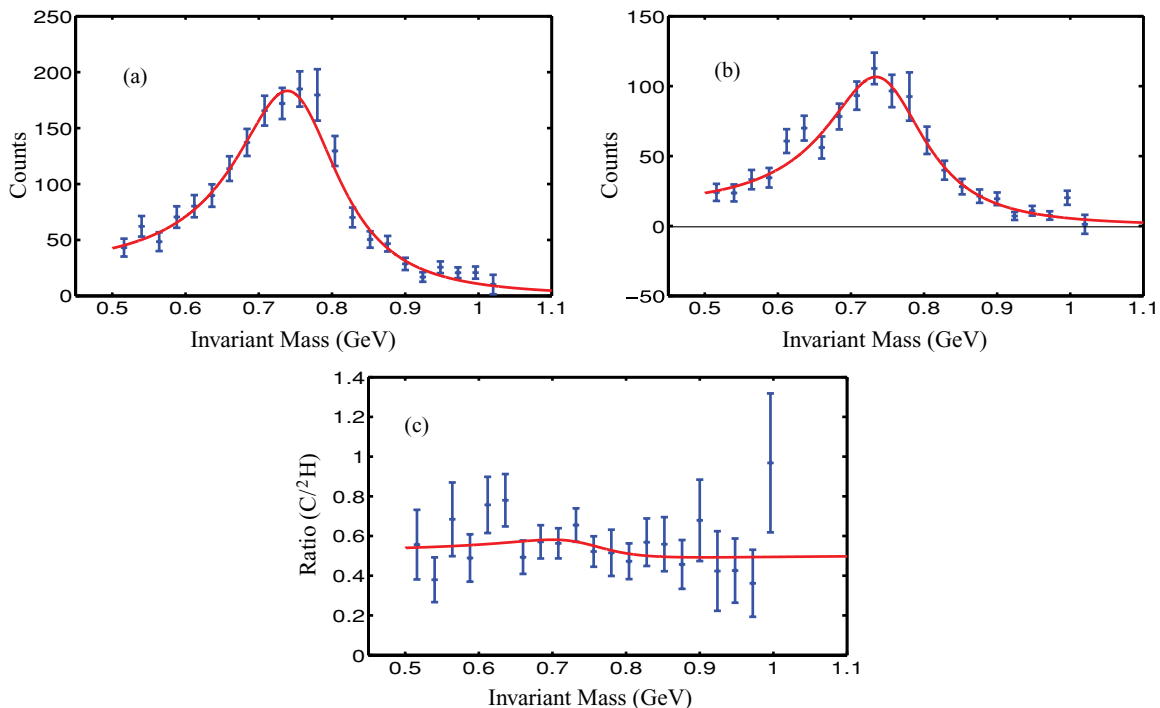 250
200
150
100
50
0
Counts
(a)
0.5 0.6 0.7 0.8 0.9 1 1.1
Invariant Mass (GeV)
150
100
50
0
−50
Counts
(b)
0.5 0.6 0.7 0.8 0.9 1 1.1
Invariant Mass (GeV)
1.4
1.2
1
0.8
0.6
0.4
0.2
0
Ratio (C/²H)
(c)
0.5 0.6 0.7 0.8 0.9 1 1.1
Invariant Mass (GeV)